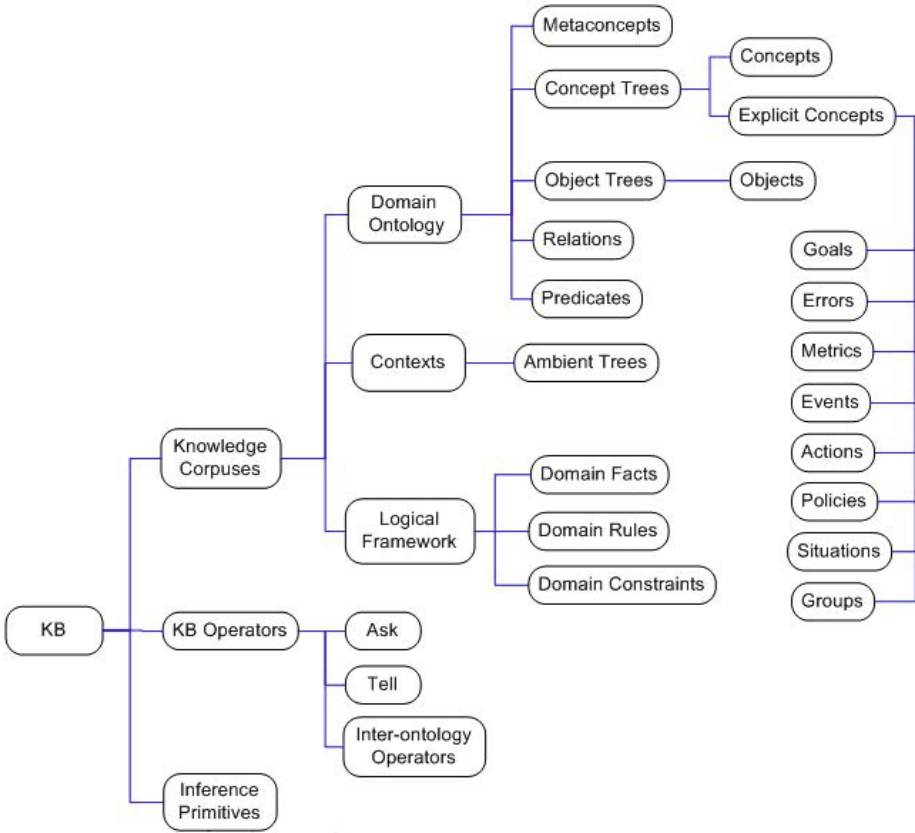 Metaconcepts
Concepts
Concept Trees
Explicit Concepts
Object Trees
Objects
Domain
Ontology
Relations
Goals
Predicates
Errors
Contexts
Ambient Trees
Metrics
Events
Knowledge
Corpuses
Actions
Domain Facts
Policies
Logical
Framework
Domain Rules
Situations
Domain Constraints
Groups
KB
KB Operators
Ask
Tell
Inter-ontology
Operators
Inference
Primitives